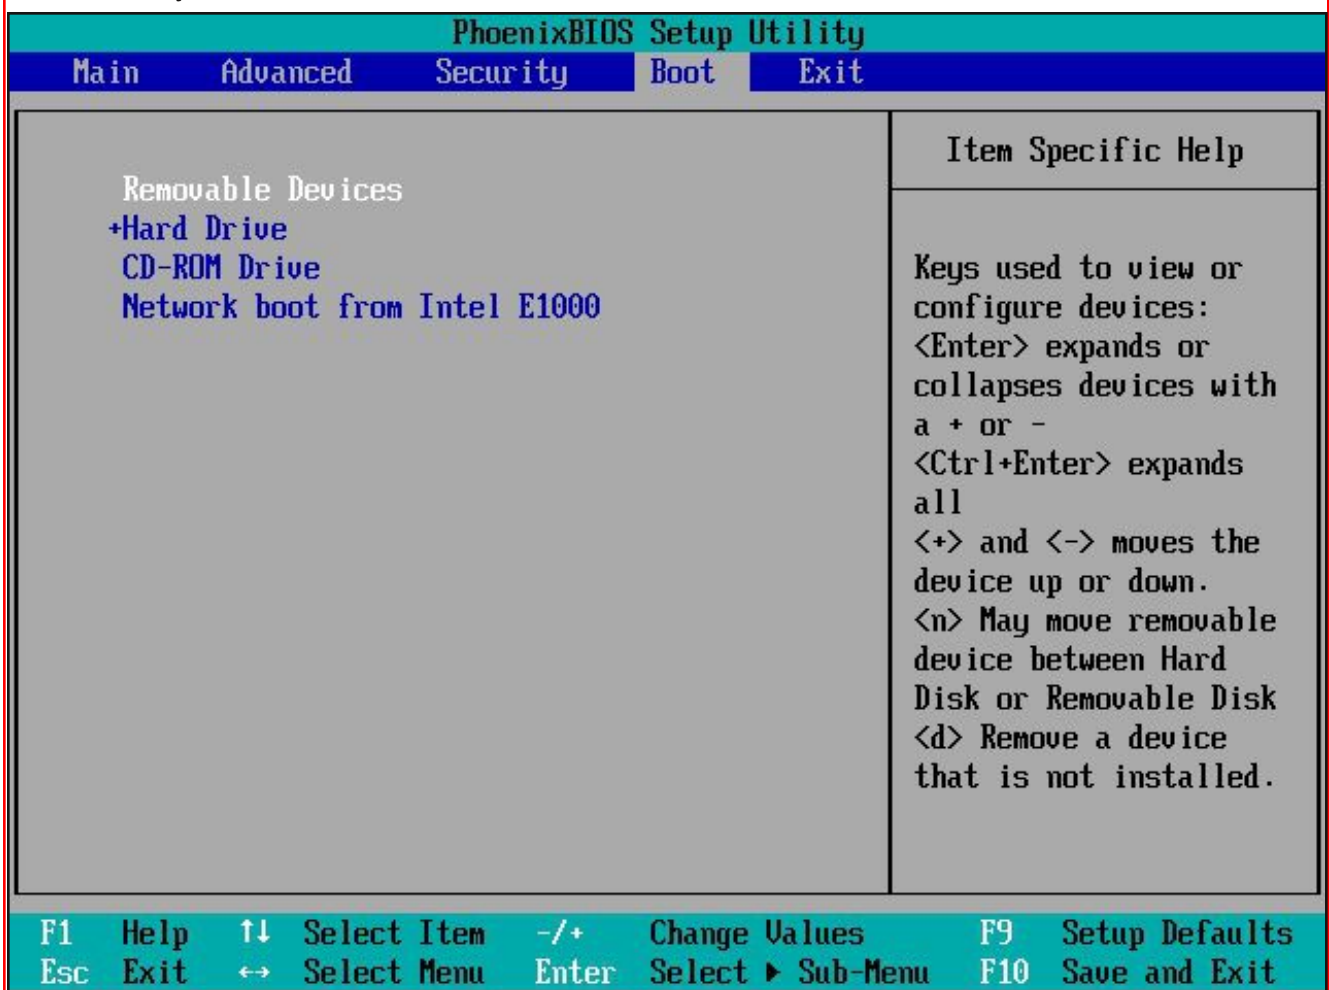 PhoenixBIOS Setup Utility
Main Advanced Security Boot Exit
Removable Devices
+Hard Drive
CD-ROM Drive
Network boot from Intel E1000
Item Specific Help
Keys used to view or
configure devices:
<Enter> expands or
collapses devices with
a + or -
<Ctrl+Enter> expands
all
<+> and <-> moves the
device up or down.
<n> May move removable
device between Hard
Disk or Removable Disk
<d> Remove a device
that is not installed.
F1 Help ↑↓ Select Item -/+ Change Values F9 Setup Defaults
Esc Exit ↔ Select Menu Enter Select ▶ Sub-Menu F10 Save and Exit